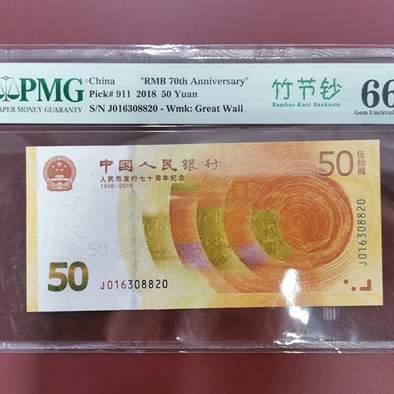 PMG
PAPER MONEY GUARANTY
China "RMB 70th Anniversary"
Pick# 911 2018 50 Yuan
S/N J016308820 - Wmk: Great Wall
竹节钞
Bamboo Knot Banknote
66
Gem Uncircul
中国人民银行
人民币发行七十周年纪念
1948-2018
50
伍拾圆
J016308820
50
50
J016308820